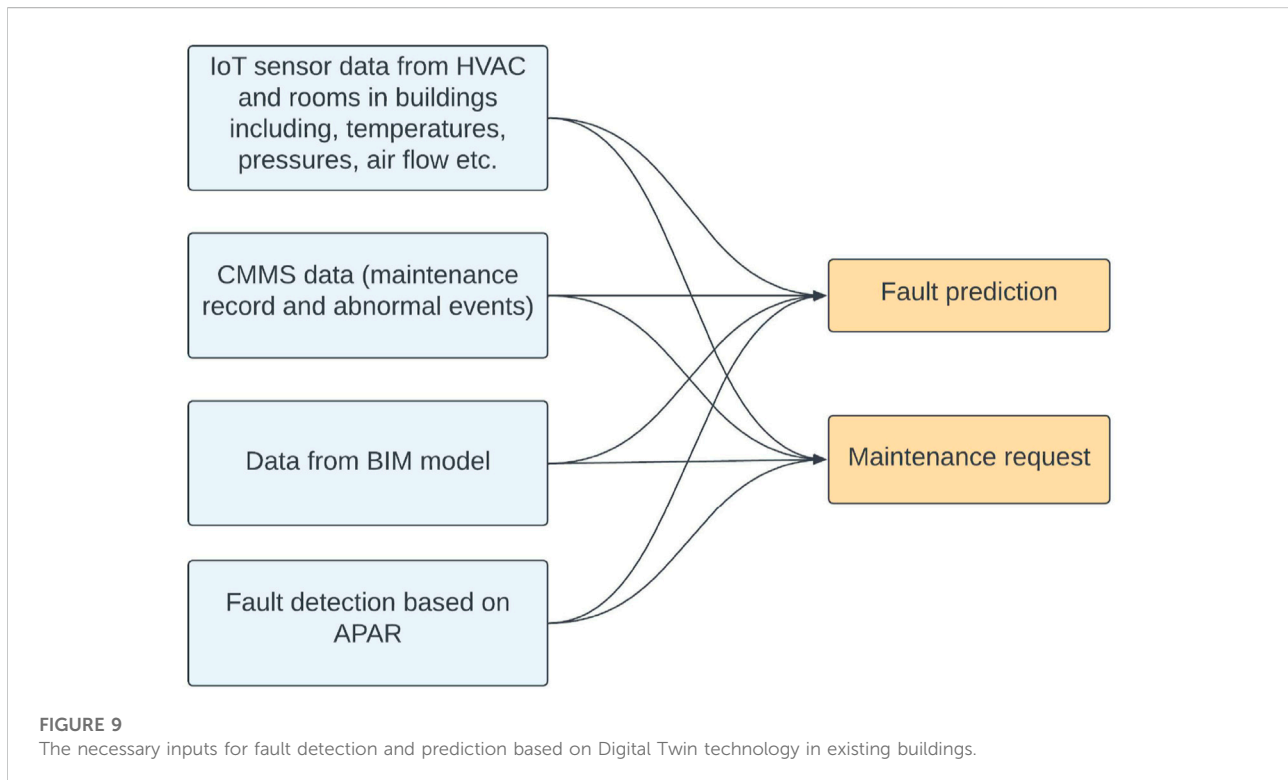 IoT sensor data from HVAC
and rooms in buildings
including, temperatures,
pressures, air flow etc.
CMMS data (maintenance
record and abnormal events)
Data from BIM model
Fault detection based on
APAR
Fault prediction
Maintenance request
FIGURE 9
The necessary inputs for fault detection and prediction based on Digital Twin technology in existing buildings.